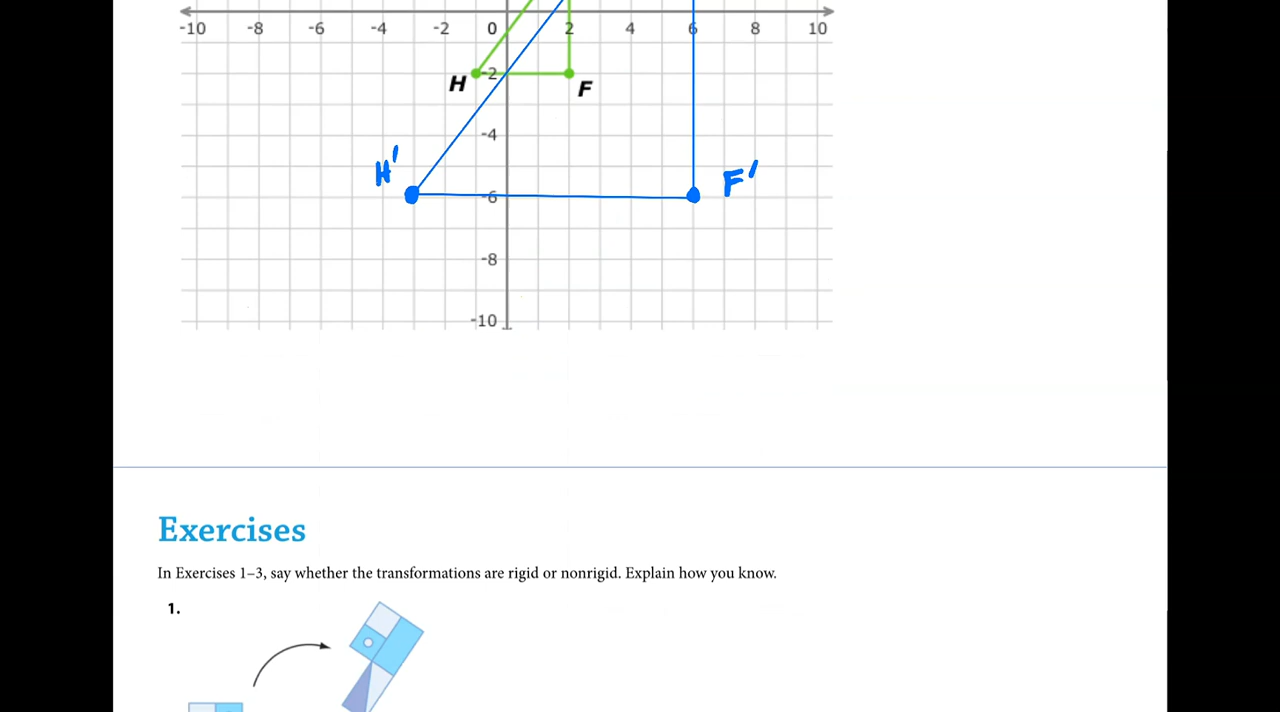 -10 -8 -6 -4 -2 0 2 4 6 8 10
H -2 F
-4
H' F'
-6
-8
-10
Exercises
In Exercises 1–3, say whether the transformations are rigid or nonrigid. Explain how you know.
1.